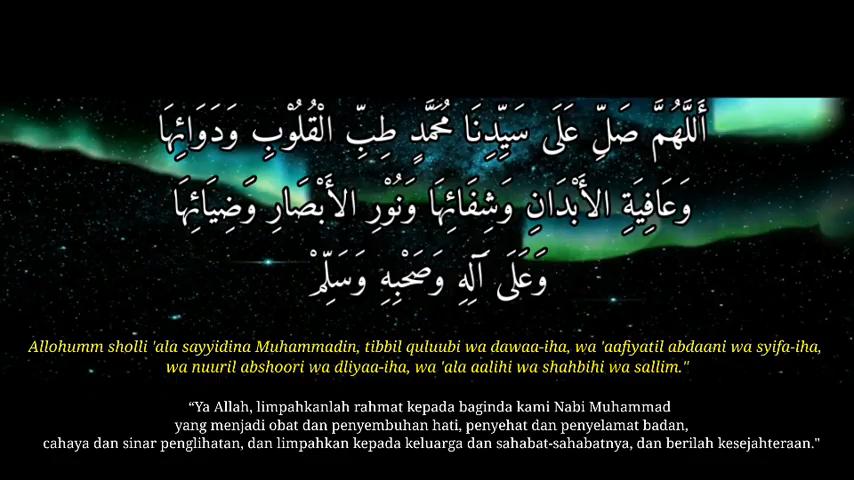 أَللَّهُمَّ صَلِّ عَلَى سَيِّدِنَا مُحَمَّدٍ طِبِّ الْقُلُوْبِ وَدَوَائِهَا
وَعَافِيَةِ الأَبْدَانِ وَشِفَائِهَا وَنُوْرِ الأَبْصَارِ وَضِيَائِهَا
وَعَلَى آلِهِ وَصَحْبِهِ وَسَلِّمْ
Allohumm sholli 'ala sayyidina Muhammadin, tibbil quluubi wa dawaa-iha, wa 'aafiyatil abdaani wa syifa-iha,
wa nuuril abshoori wa dliyaa-iha, wa 'ala aalihi wa shahbihi wa sallim."
“Ya Allah, limpahkanlah rahmat kepada baginda kami Nabi Muhammad
yang menjadi obat dan penyembuhan hati, penyehat dan penyelamat badan,
cahaya dan sinar penglihatan, dan limpahkan kepada keluarga dan sahabat-sahabatnya, dan berilah kesejahteraan."